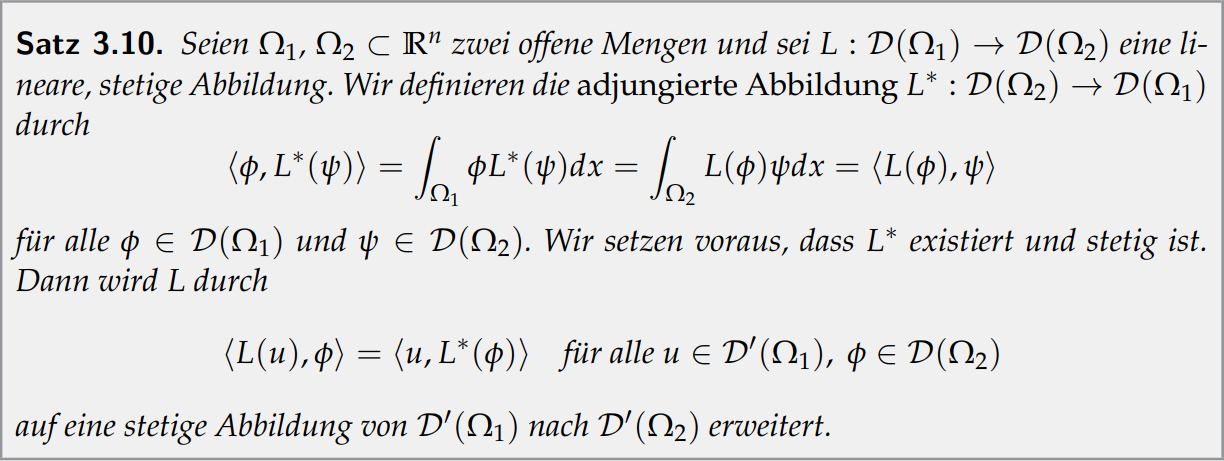 Satz 3.10. Seien Ω₁, Ω₂ ⊂ ℝⁿ zwei offene Mengen und sei L : 𝒟(Ω₁) → 𝒟(Ω₂) eine li-
neare, stetige Abbildung. Wir definieren die adjungierte Abbildung L* : 𝒟(Ω₂) → 𝒟(Ω₁)
durch
⟨ϕ, L*(ψ)⟩ = ∫_{Ω₁} ϕL*(ψ)dx = ∫_{Ω₂} L(ϕ)ψdx = ⟨L(ϕ), ψ⟩
für alle ϕ ∈ 𝒟(Ω₁) und ψ ∈ 𝒟(Ω₂). Wir setzen voraus, dass L* existiert und stetig ist.
Dann wird L durch
⟨L(u), ϕ⟩ = ⟨u, L*(ϕ)⟩ für alle u ∈ 𝒟′(Ω₁), ϕ ∈ 𝒟(Ω₂)
auf eine stetige Abbildung von 𝒟′(Ω₁) nach 𝒟′(Ω₂) erweitert.